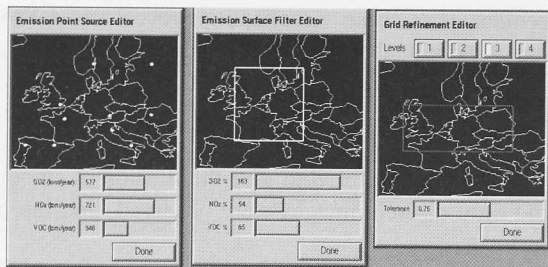 Emission Point Source Editor
SO2 (tons/year) 527
NOx (tons/year) 721
VOC (tons/year) 346
Done
Emission Surface Filter Editor
SO2 % 163
NOx % 54
VOC % 65
Done
Grid Refinement Editor
Levels 1 2 3 4
Tolerance 0.75
Done